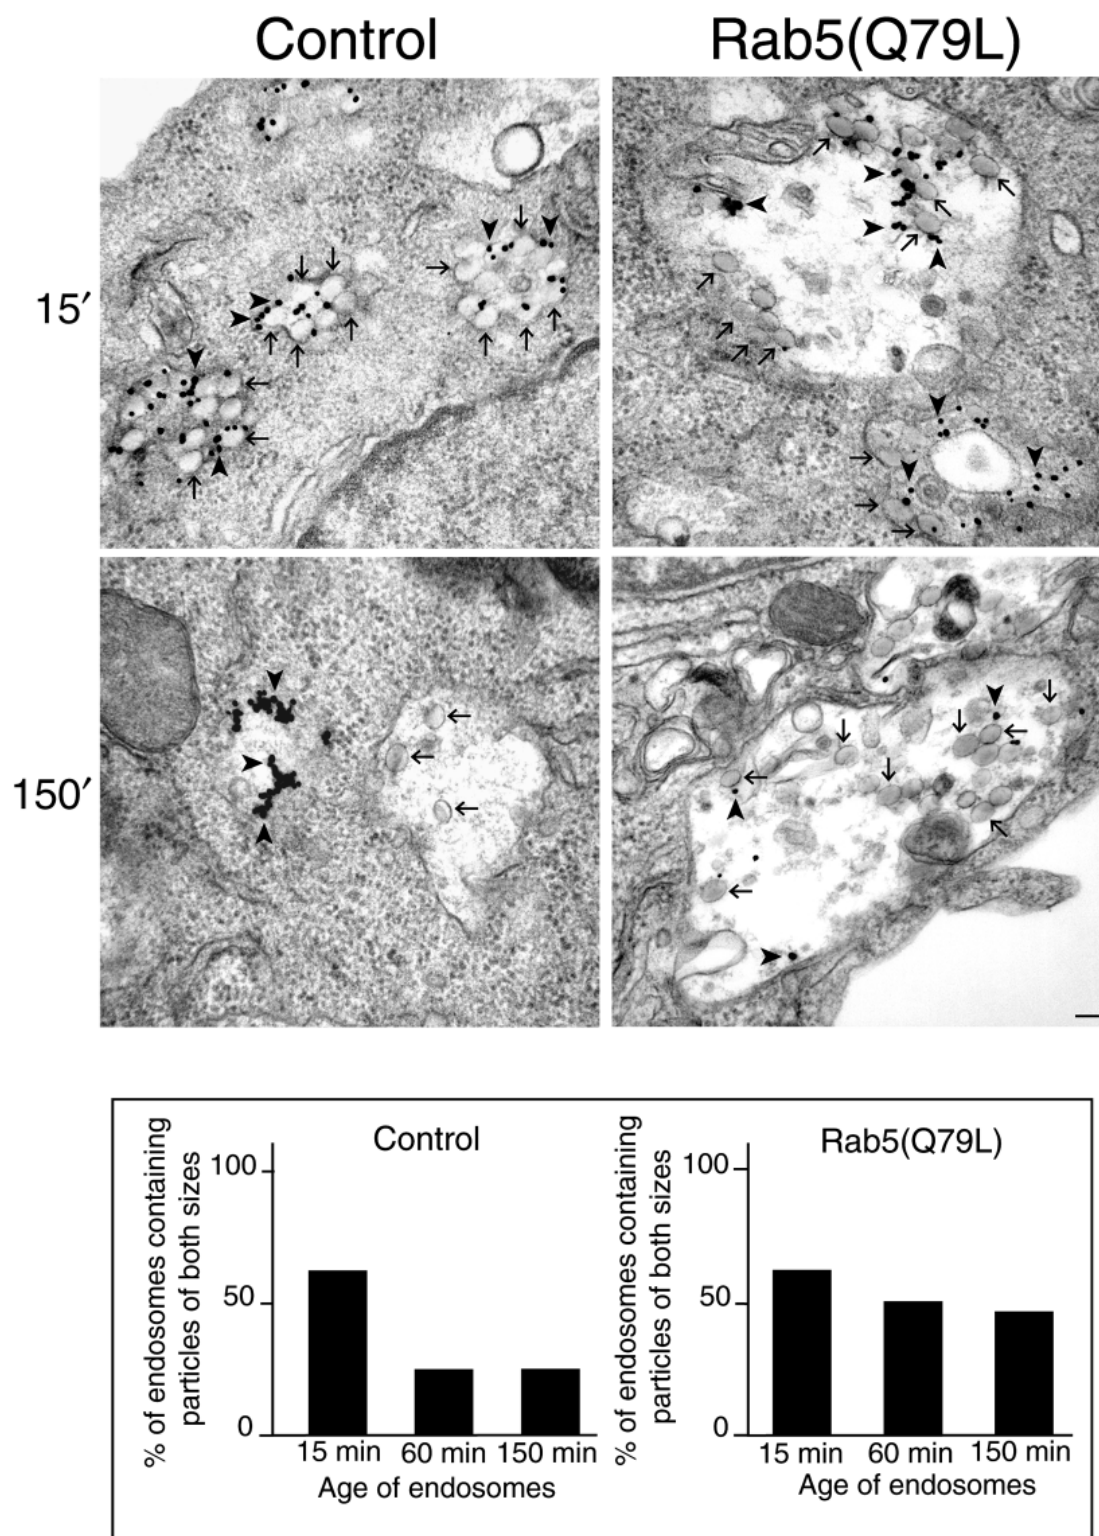 Control
Rab5(Q79L)
15′
150′
% of endosomes containing
particles of both sizes
Control
100
50
0
15 min 60 min 150 min
Age of endosomes
% of endosomes containing
particles of both sizes
Rab5(Q79L)
100
50
0
15 min 60 min 150 min
Age of endosomes